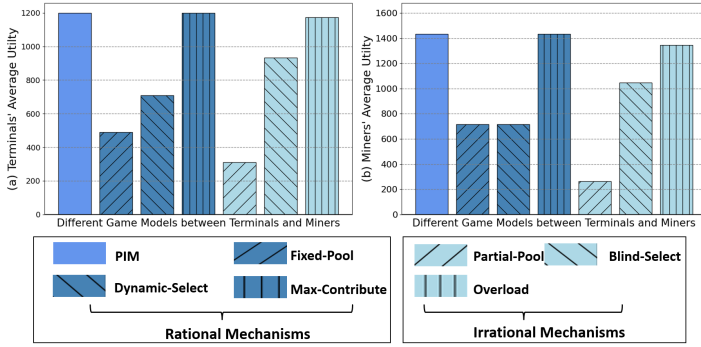 (a) Terminals' Average Utilty
1200
1000
800
600
400
200
0
Different Game Models between Terminals and Miners
(b) Miners' Average Utilty
1600
1400
1200
1000
800
600
400
200
0
Different Game Models between Terminals and Miners
PIM
Fixed-Pool
Dynamic-Select
Max-Contribute
Rational Mechanisms
Partial-Pool
Blind-Select
Overload
Irrational Mechanisms